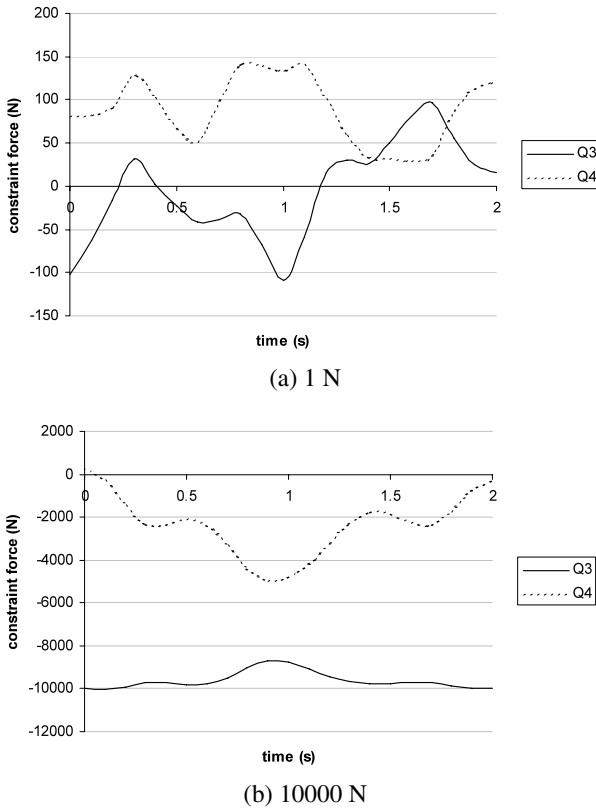 200
150
100
50
0
-50
-100
-150
constraint force (N)
0 0.5 1 1.5 2
time (s)
Q3
Q4
(a) 1 N
2000
0
-2000
-4000
-6000
-8000
-10000
-12000
constraint force (N)
0 0.5 1 1.5 2
time (s)
Q3
Q4
(b) 10000 N